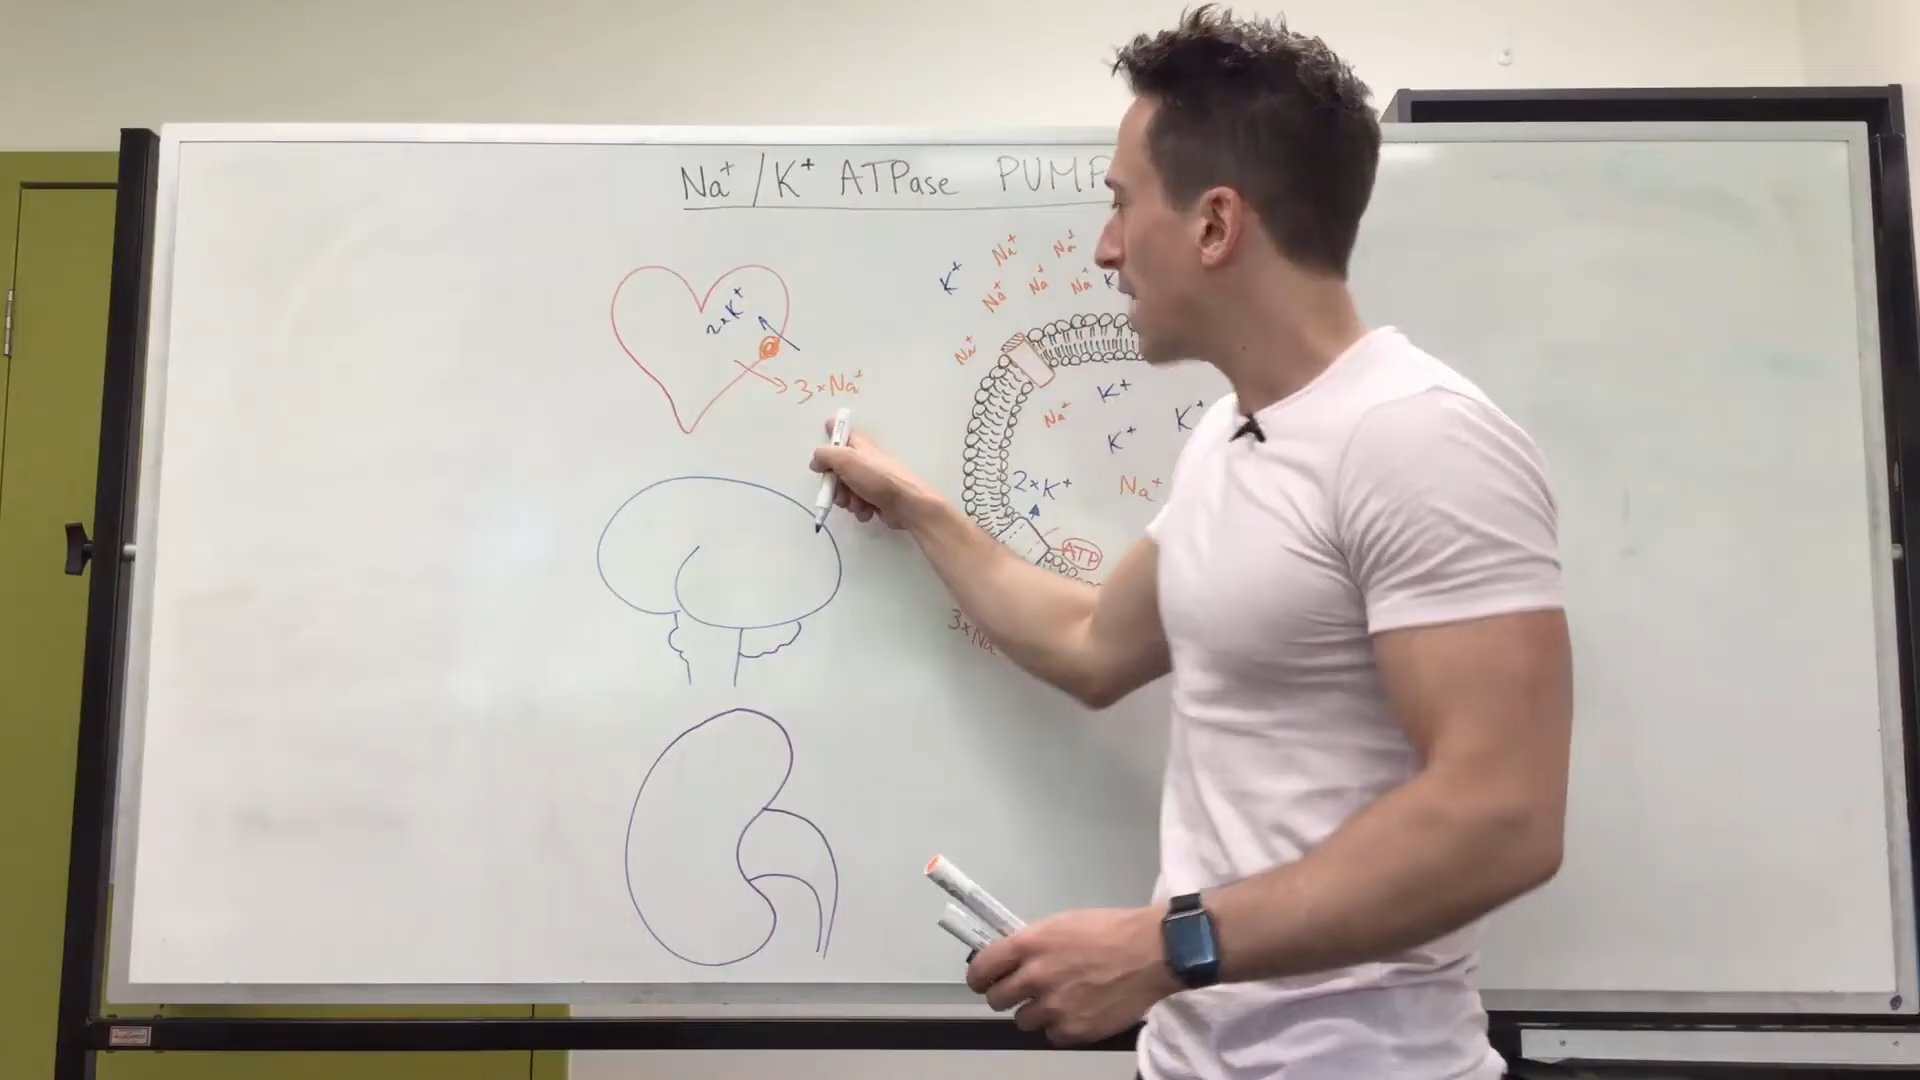 Na⁺/K⁺ ATPase PUMP
Na⁺ Na⁺
K⁺ Na⁺ Na⁺ Na⁺ K
2×K⁺
Na⁺
3×Na⁺
K⁺
Na⁺ K⁺
K⁺
2×K⁺ Na⁺
ATP
3×Na